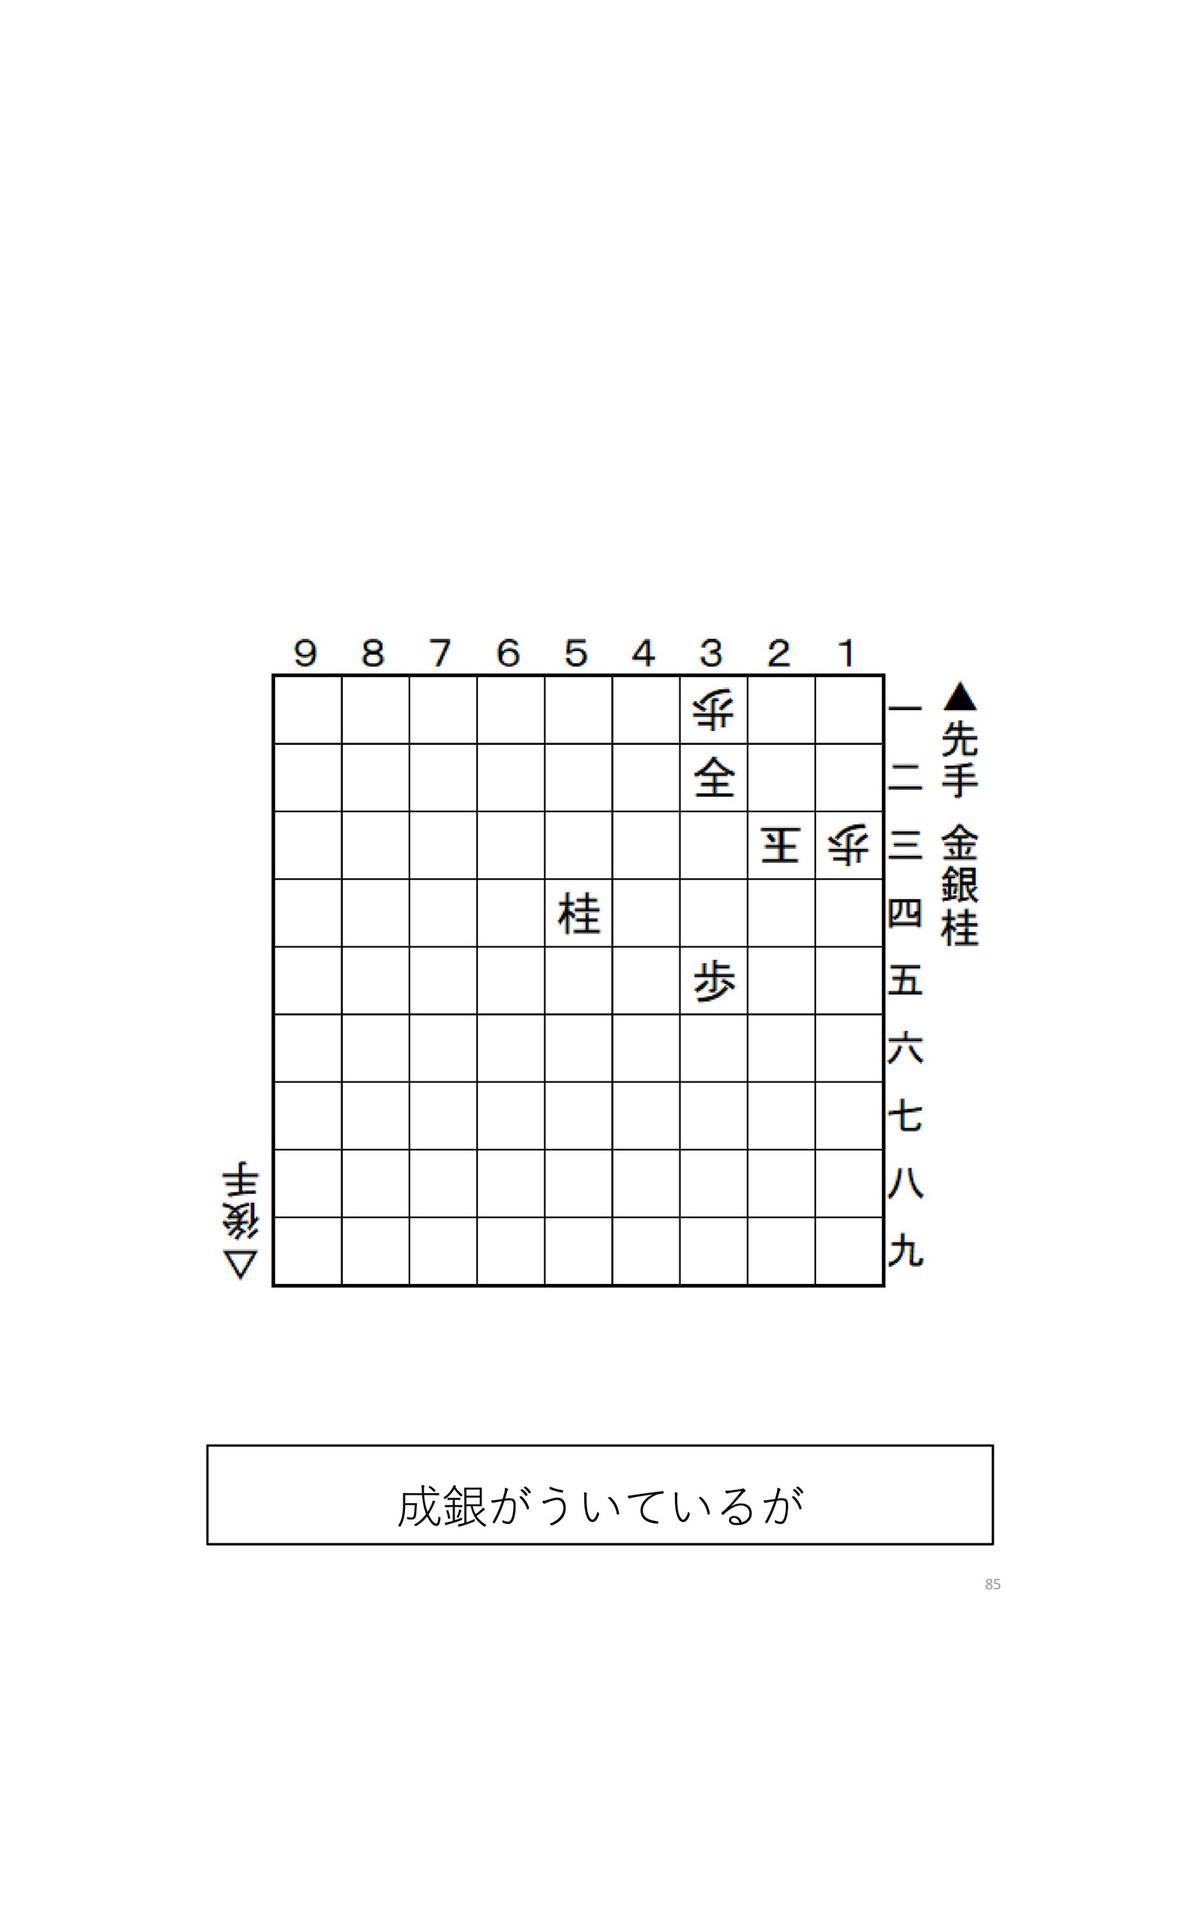 9 8 7 6 5 4 3 2 1
歩 一
全 二
王 歩 三
桂 四
歩 五
六
七
八
九
▲先手 金銀桂
△後手
成銀がういているが
85